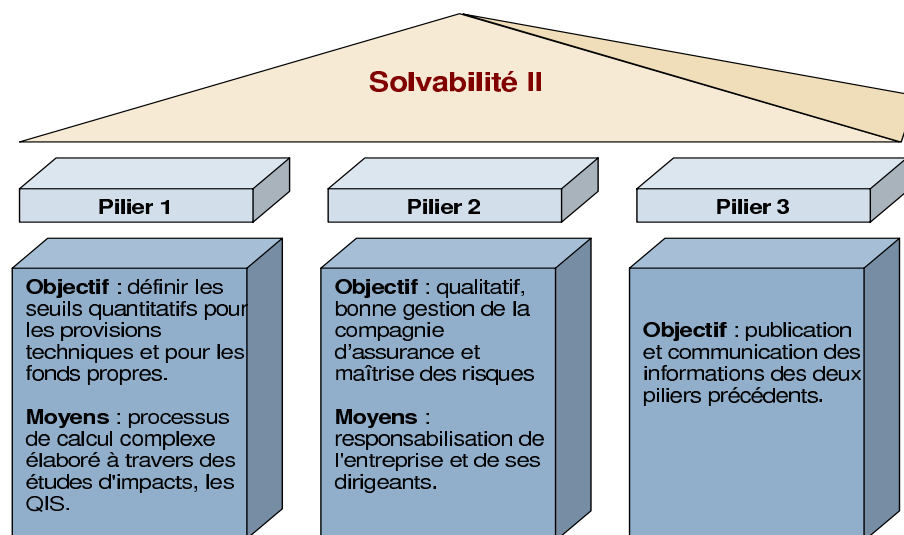 Solvabilité II
Pilier 1
Pilier 2
Pilier 3
Objectif : définir les
seuils quantitatifs pour
les provisions
techniques et pour les
fonds propres.
Moyens : processus
de calcul complexe
élaboré à travers des
études d'impacts, les
QIS.
Objectif : qualitatif,
bonne gestion de la
compagnie
d'assurance et
maîtrise des risques
Moyens :
responsabilisation de
l'entreprise et de ses
dirigeants.
Objectif : publication
et communication des
informations des deux
piliers précédents.